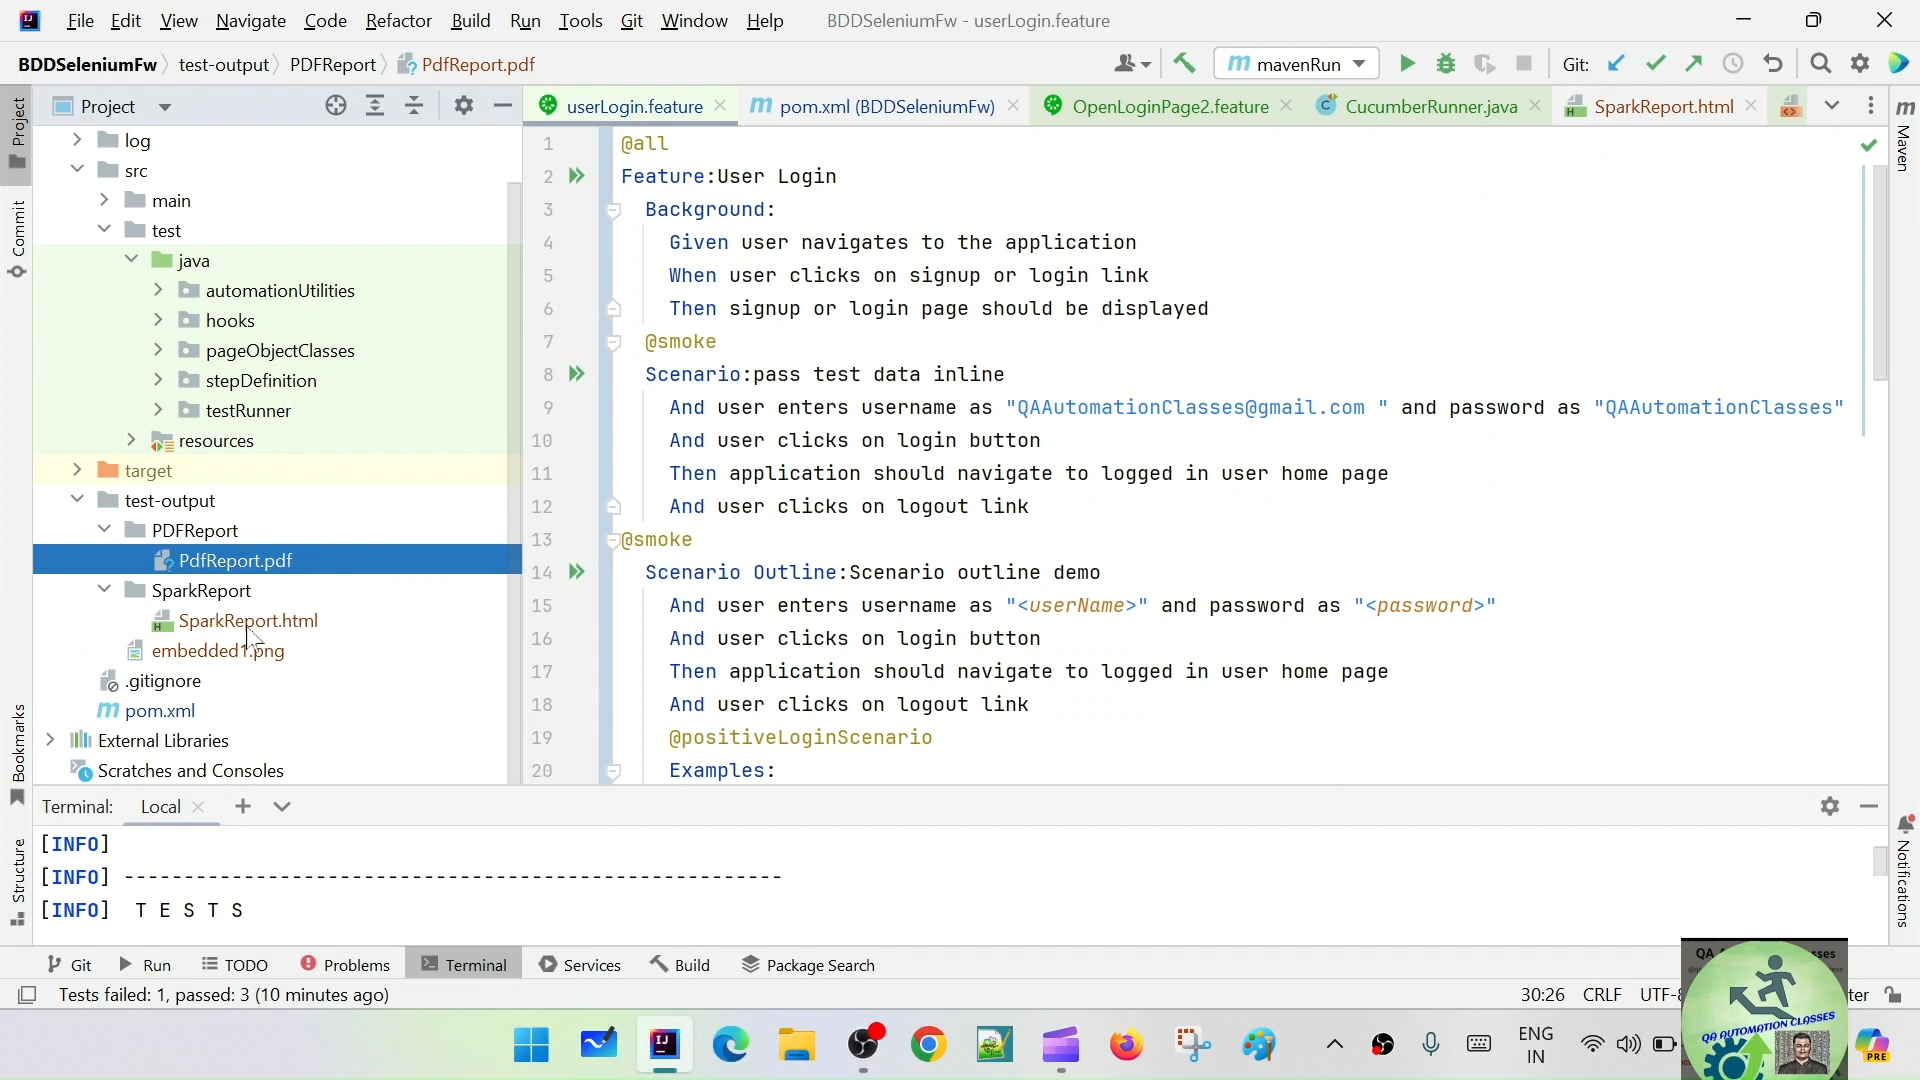 File Edit View Navigate Code Refactor Build Run Tools Git Window Help BDDSeleniumFw - userLogin.feature
BDDSeleniumFw test-output PDFReport PdfReport.pdf mavenRun Git:
Project userLogin.feature pom.xml (BDDSeleniumFw) OpenLoginPage2.feature CucumberRunner.java SparkReport.html
Project
Commit
Bookmarks
Structure
log
src
main
test
java
automationUtilities
hooks
pageObjectClasses
stepDefinition
testRunner
resources
target
test-output
PDFReport
PdfReport.pdf
SparkReport
SparkReport.html
embedded1.png
.gitignore
pom.xml
External Libraries
Scratches and Consoles
1 @all
2 Feature:User Login
3 Background:
4 Given user navigates to the application
5 When user clicks on signup or login link
6 Then signup or login page should be displayed
7 @smoke
8 Scenario:pass test data inline
9 And user enters username as "QAAutomationClasses@gmail.com " and password as "QAAutomationClasses"
10 And user clicks on login button
11 Then application should navigate to logged in user home page
12 And user clicks on logout link
13 @smoke
14 Scenario Outline:Scenario outline demo
15 And user enters username as "<userName>" and password as "<password>"
16 And user clicks on login button
17 Then application should navigate to logged in user home page
18 And user clicks on logout link
19 @positiveLoginScenario
20 Examples:
m Maven
Notifications
Terminal: Local
[INFO]
[INFO] -------------------------------------------------------
[INFO] T E S T S
Git Run TODO Problems Terminal Services Build Package Search
Tests failed: 1, passed: 3 (10 minutes ago) 30:26 CRLF UTF-8
ENG
IN
QA AUTOMATION CLASSES
PRE